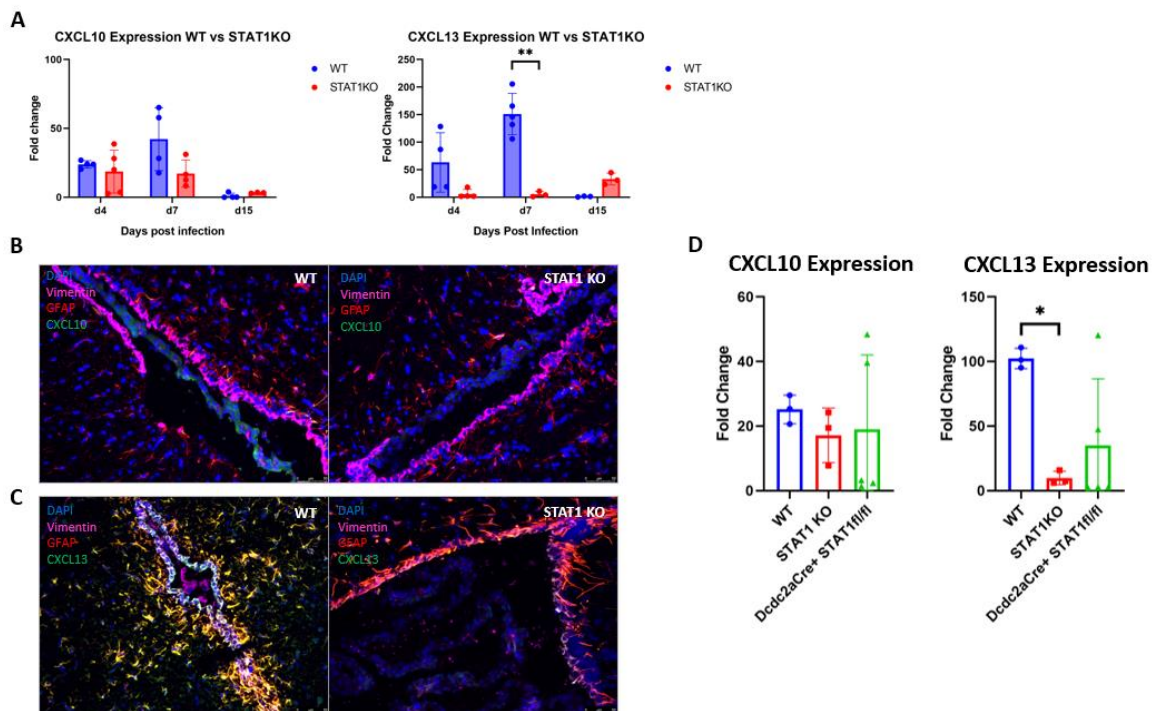 A
CXCL10 Expression WT vs STAT1KO
Fold change
100
50
0
d4
d7
d15
Days post infection
WT
STAT1KO
CXCL13 Expression WT vs STAT1KO
Fold change
250
200
150
100
50
0
**
d4
d7
d15
Days Post Infection
WT
STAT1KO
B
DAPI
Vimentin
GFAP
CXCL10
WT
DAPI
Vimentin
GFAP
CXCL10
STAT1 KO
C
DAPI
Vimentin
GFAP
CXCL13
WT
DAPI
Vimentin
GFAP
CXCL13
STAT1 KO
D
CXCL10 Expression
Fold Change
60
40
20
0
WT
STAT1 KO
Dcdc2aCre+ STAT1fl/fl
CXCL13 Expression
Fold Change
150
100
50
0
*
WT
STAT1KO
Dcdc2aCre+ STAT1fl/fl